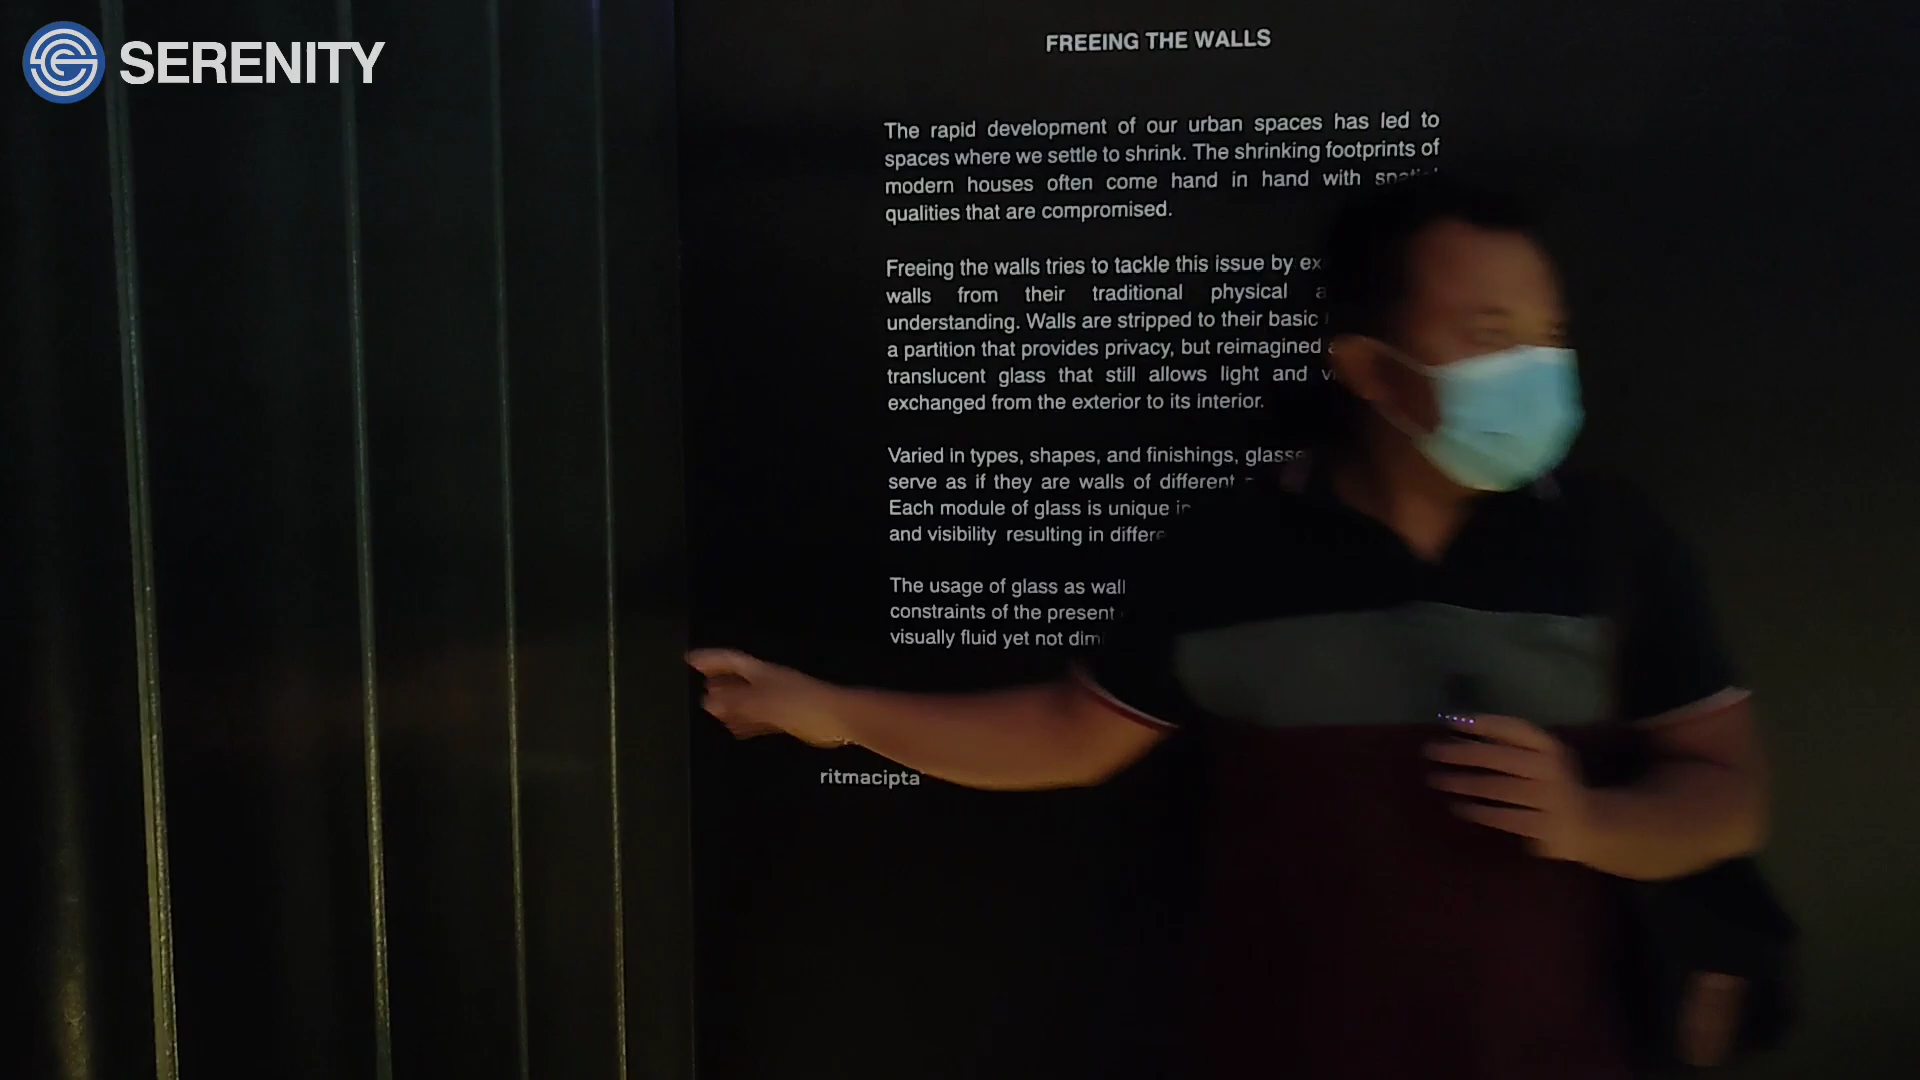 SERENITY
FREEING THE WALLS
The rapid development of our urban spaces has led to
spaces where we settle to shrink. The shrinking footprints of
modern houses often come hand in hand with
qualities that are compromised.
Freeing the walls tries to tackle this issue by
walls from their traditional physical
understanding. Walls are stripped to their basic
a partition that provides privacy, but reimagined
translucent glass that still allows light and
exchanged from the exterior to its interior.
Varied in types, shapes, and finishings,
serve as if they are walls of different
Each module of glass is unique
and visibility resulting in
The usage of glass as wall
constraints of the present
visually fluid yet not
ritmacipta